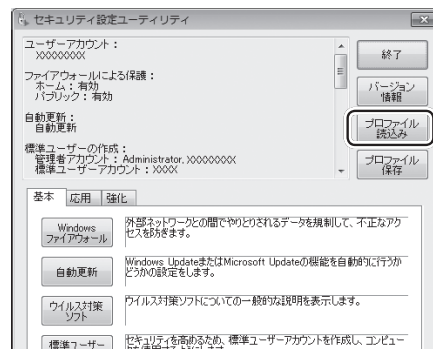 セキュリティ設定ユーティリティ
ユーザーアカウント：
XXXXXXXX
ファイアウォールによる保護：
ホーム：有効
パブリック：有効
自動更新：
自動更新
標準ユーザーの作成：
管理者アカウント：Administrator, XXXXXXXX
標準ユーザーアカウント：XXXX
終了
バージョン
情報
プロファイル
読込み
プロファイル
保存
基本 応用 強化
Windows
ファイアウォール
外部ネットワークとの間でやりとりされるデータを規制して、不正なアク
セスを防ぎます。
自動更新
Windows UpdateまたはMicrosoft Updateの機能を自動的に行うか
どうかの設定をします。
ウイルス対策
ソフト
ウイルス対策ソフトについての一般的な説明を表示します。
標準ユーザー
セキュリティを高めるため、標準ユーザーアカウントを作成し、コンピュー